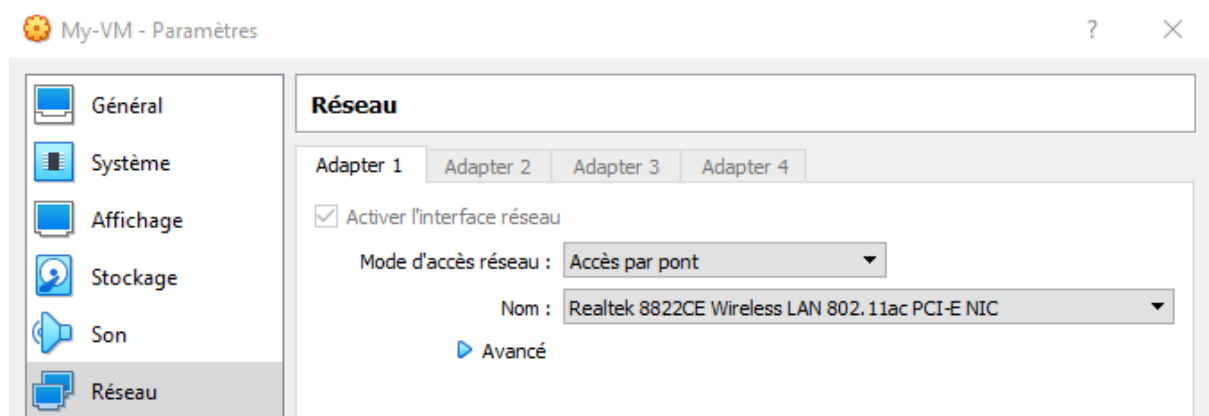 My-VM - Paramètres
?
Général
Système
Affichage
Stockage
Son
Réseau
Réseau
Adapter 1 Adapter 2 Adapter 3 Adapter 4
Activer l'interface réseau
Mode d'accès réseau : Accès par pont
Nom : Realtek 8822CE Wireless LAN 802.11ac PCI-E NIC
Avancé